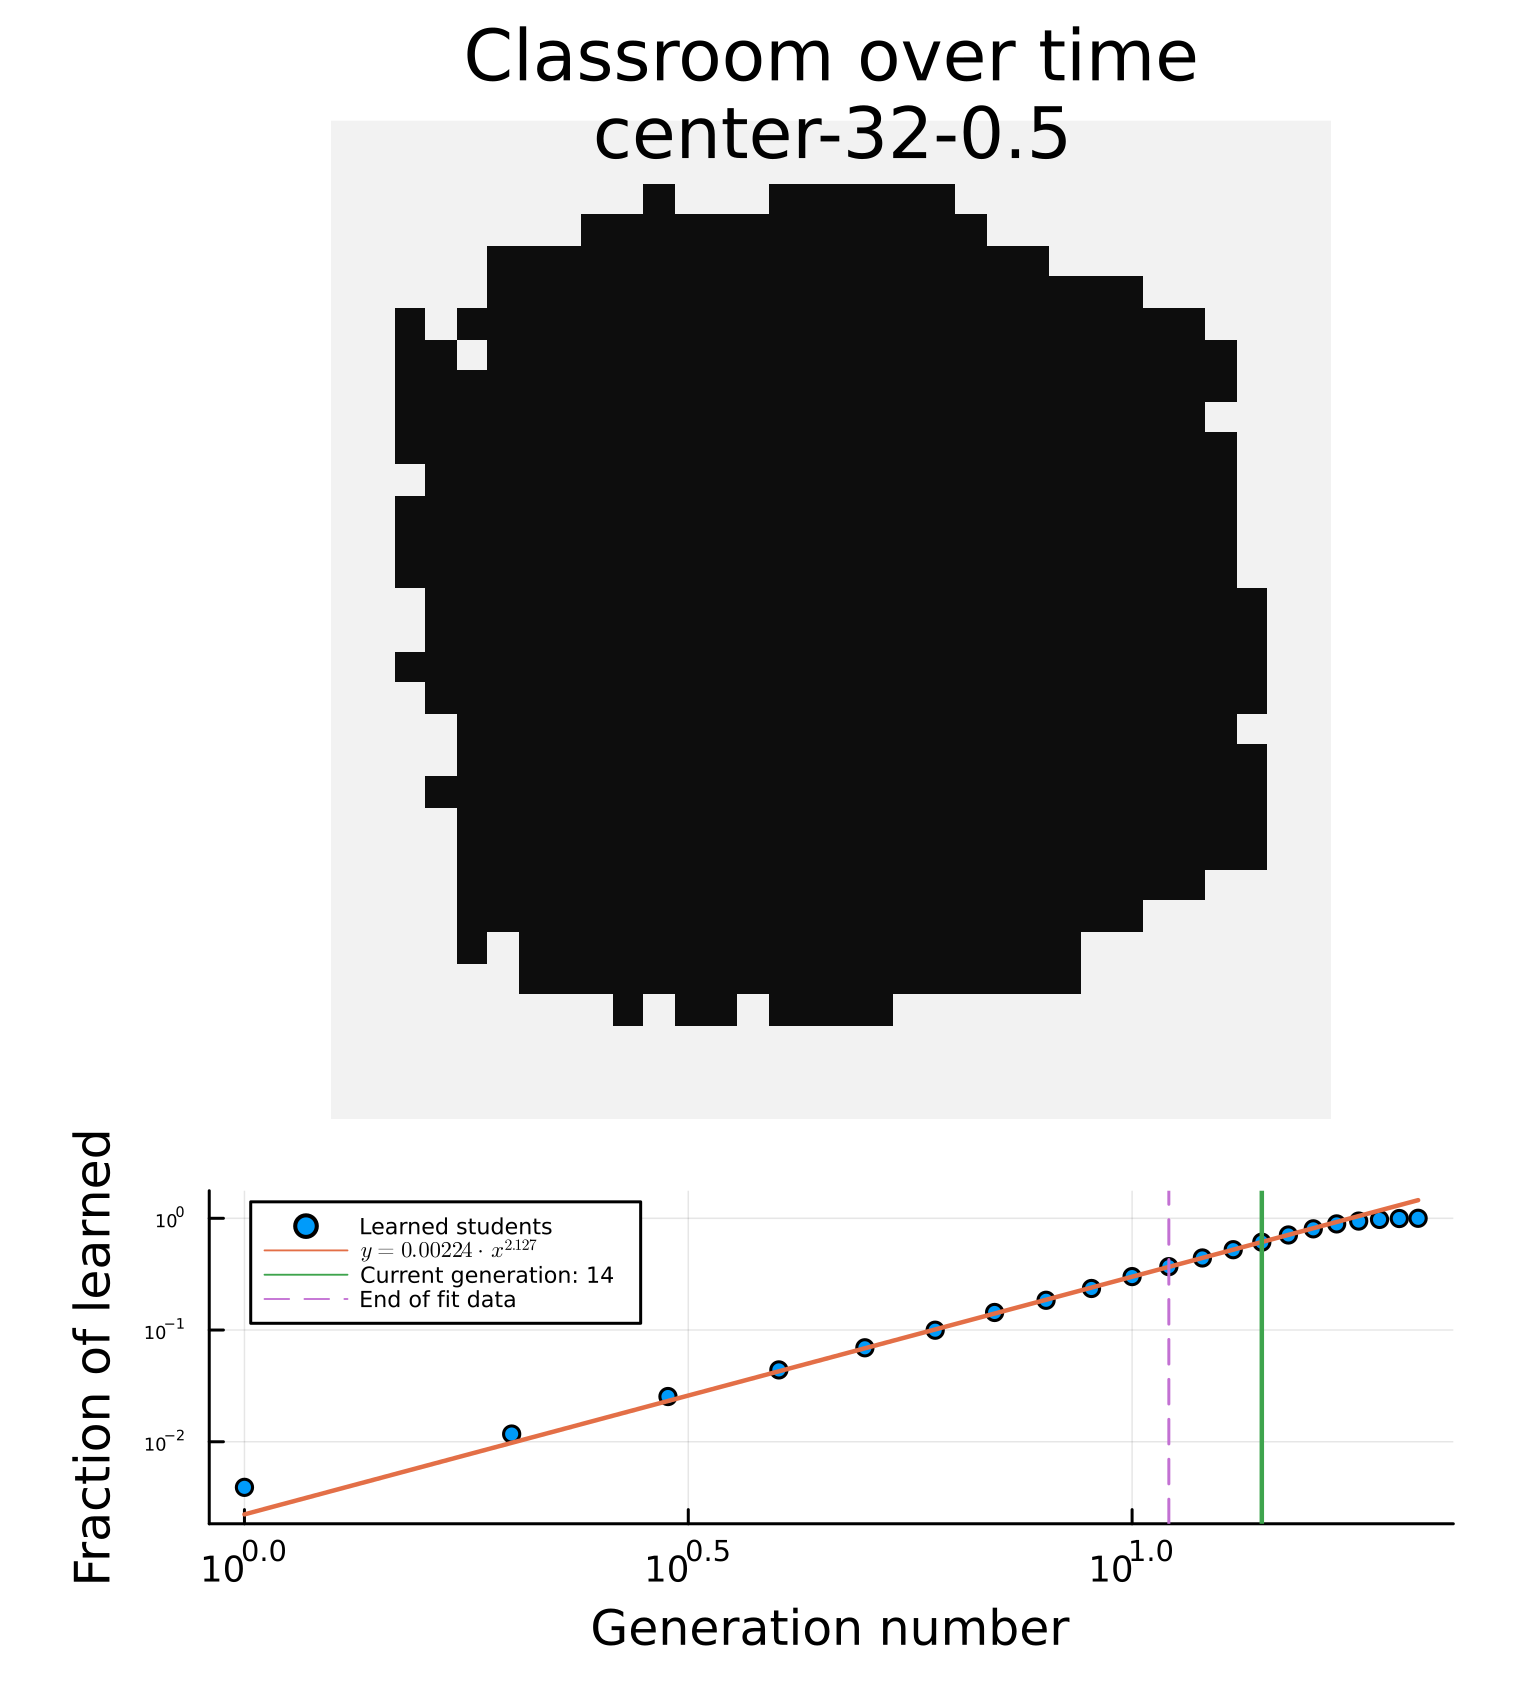 Classroom over time
center-32-0.5
Fraction of learned
10^0
10^−1
10^−2
Learned students
y = 0.00224 · x^2.127
Current generation: 14
End of fit data
10^0.0 10^0.5 10^1.0
Generation number